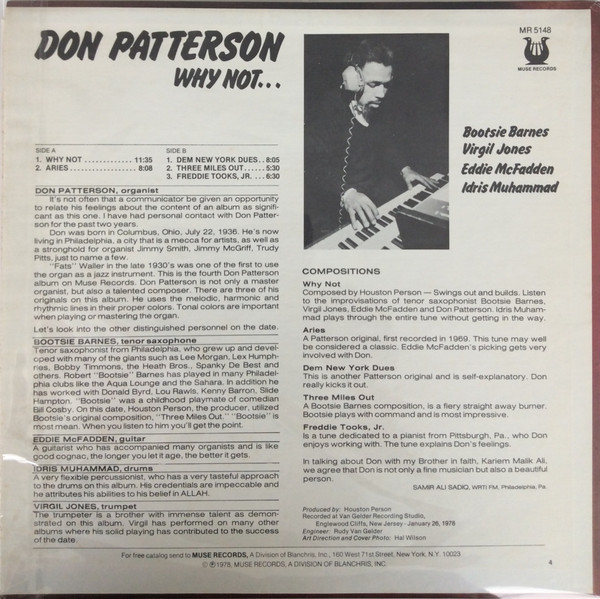 DON PATTERSON
WHY NOT...
MR 5148
MUSE RECORDS
Bootsie Barnes
Virgil Jones
Eddie McFadden
Idris Muhammad
SIDE A
1. WHY NOT ............. 11:35
2. ARIES ................. 8:08
SIDE B
1. DEM NEW YORK DUES .. 8:05
2. THREE MILES OUT ...... 5:30
3. FREDDIE TOOKS, JR. ... 6:30
DON PATTERSON, organist
It's not often that a communicator be given an opportunity
to relate his feelings about the content of an album as signifi-
cant as this one. I have had personal contact with Don Patter-
son for the past two years.
Don was born in Columbus, Ohio, July 22, 1936. He's now
living in Philadelphia, a city that is a mecca for artists, as well as
a stronghold for organist Jimmy Smith, Jimmy McGriff, Trudy
Pitts, just to name a few.
"Fats" Waller in the late 1930's was one of the first to use
the organ as a jazz instrument. This is the fourth Don Patterson
album on Muse Records. Don Patterson is not only a master
organist, but also a talented composer. There are three of his
originals on this album. He uses the melodic, harmonic and
rhythmic lines in their proper colors. Tonal colors are important
when playing or mastering the organ.
Let's look into the other distinguished personnel on the date.
BOOTSIE BARNES, tenor saxophone
Tenor saxophonist from Philadelphia, who grew up and devel-
oped with many of the giants such as Lee Morgan, Lex Humph-
ries, Bobby Timmons, the Heath Bros., Spanky De Best and
others. Robert "Bootsie" Barnes has played in many Philadel-
phia clubs like the Aqua Lounge and the Sahara. In addition he
has worked with Donald Byrd, Lou Rawls, Kenny Barron, Slide
Hampton. "Bootsie" was a childhood playmate of comedian
Bill Cosby. On this date, Houston Person, the producer, utilized
Bootsie's original composition, "Three Miles Out." "Bootsie" is
most mean. When you listen to him you'll get the point.
EDDIE McFADDEN, guitar
A guitarist who has accompanied many organists and is like
good cognac, the longer you let it age, the better it gets.
IDRIS MUHAMMAD, drums
A very flexible percussionist, who has a very tasteful approach
to the drums on this album. His credentials are impeccable and
he attributes his abilities to his belief in ALLAH.
VIRGIL JONES, trumpet
The trumpeter is a brother with immense talent as demon-
strated on this album. Virgil has performed on many other
albums where his solid playing has contributed to the success
of the date.
COMPOSITIONS
Why Not
Composed by Houston Person — Swings out and builds. Listen
to the improvisations of tenor saxophonist Bootsie Barnes,
Virgil Jones, Eddie McFadden and Don Patterson. Idris Muham-
mad plays through the entire tune without getting in the way.
Aries
A Patterson original, first recorded in 1969. This tune may well
be considered a classic. Eddie McFadden's picking gets very
involved with Don.
Dem New York Dues
This is another Patterson original and is self-explanatory. Don
really kicks it out.
Three Miles Out
A Bootsie Barnes composition, is a fiery straight away burner.
Bootsie plays with command and is most impressive.
Freddie Tooks, Jr.
Is a tune dedicated to a pianist from Pittsburgh, Pa., who Don
enjoys working with. The tune explains Don's feelings.
In talking about Don with my Brother in faith, Kariem Malik Ali,
we agree that Don is not only a fine musician but also a beautiful
person.
SAMIR ALI SADIQ, WRTI FM, Philadelphia, Pa.
Produced by: Houston Person
Recorded at Van Gelder Recording Studio,
Englewood Cliffs, New Jersey - January 26, 1978
Engineer: Rudy Van Gelder
Art Direction and Cover Photo: Hal Wilson
For free catalog send to MUSE RECORDS, A Division of Blanchris, Inc., 160 West 71st Street, New York, N.Y. 10023
© ℗ 1978, MUSE RECORDS, A DIVISION OF BLANCHRIS, INC.
4